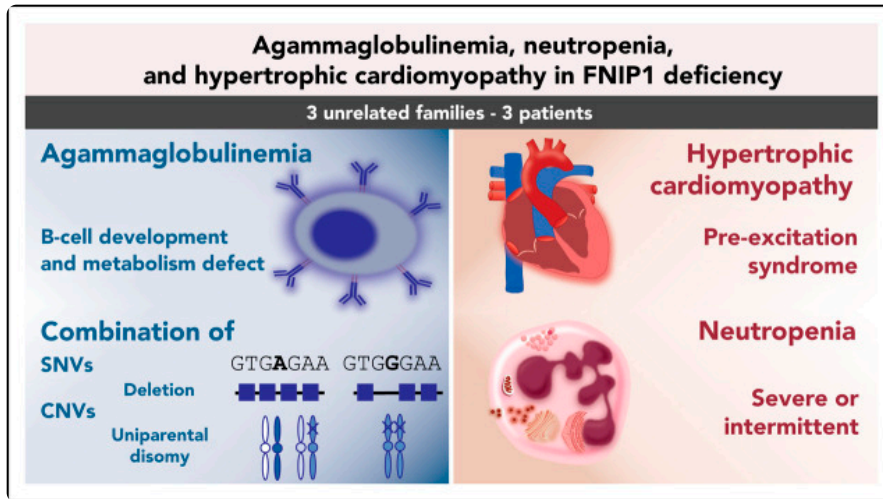 Agammaglobulinemia, neutropenia,
and hypertrophic cardiomyopathy in FNIP1 deficiency
3 unrelated families - 3 patients
Agammaglobulinemia
B-cell development
and metabolism defect
Combination of
SNVs
GTGAGAA GTGGGAA
Deletion
CNVs
Uniparental
disomy
Hypertrophic
cardiomyopathy
Pre-excitation
syndrome
Neutropenia
Severe or
intermittent